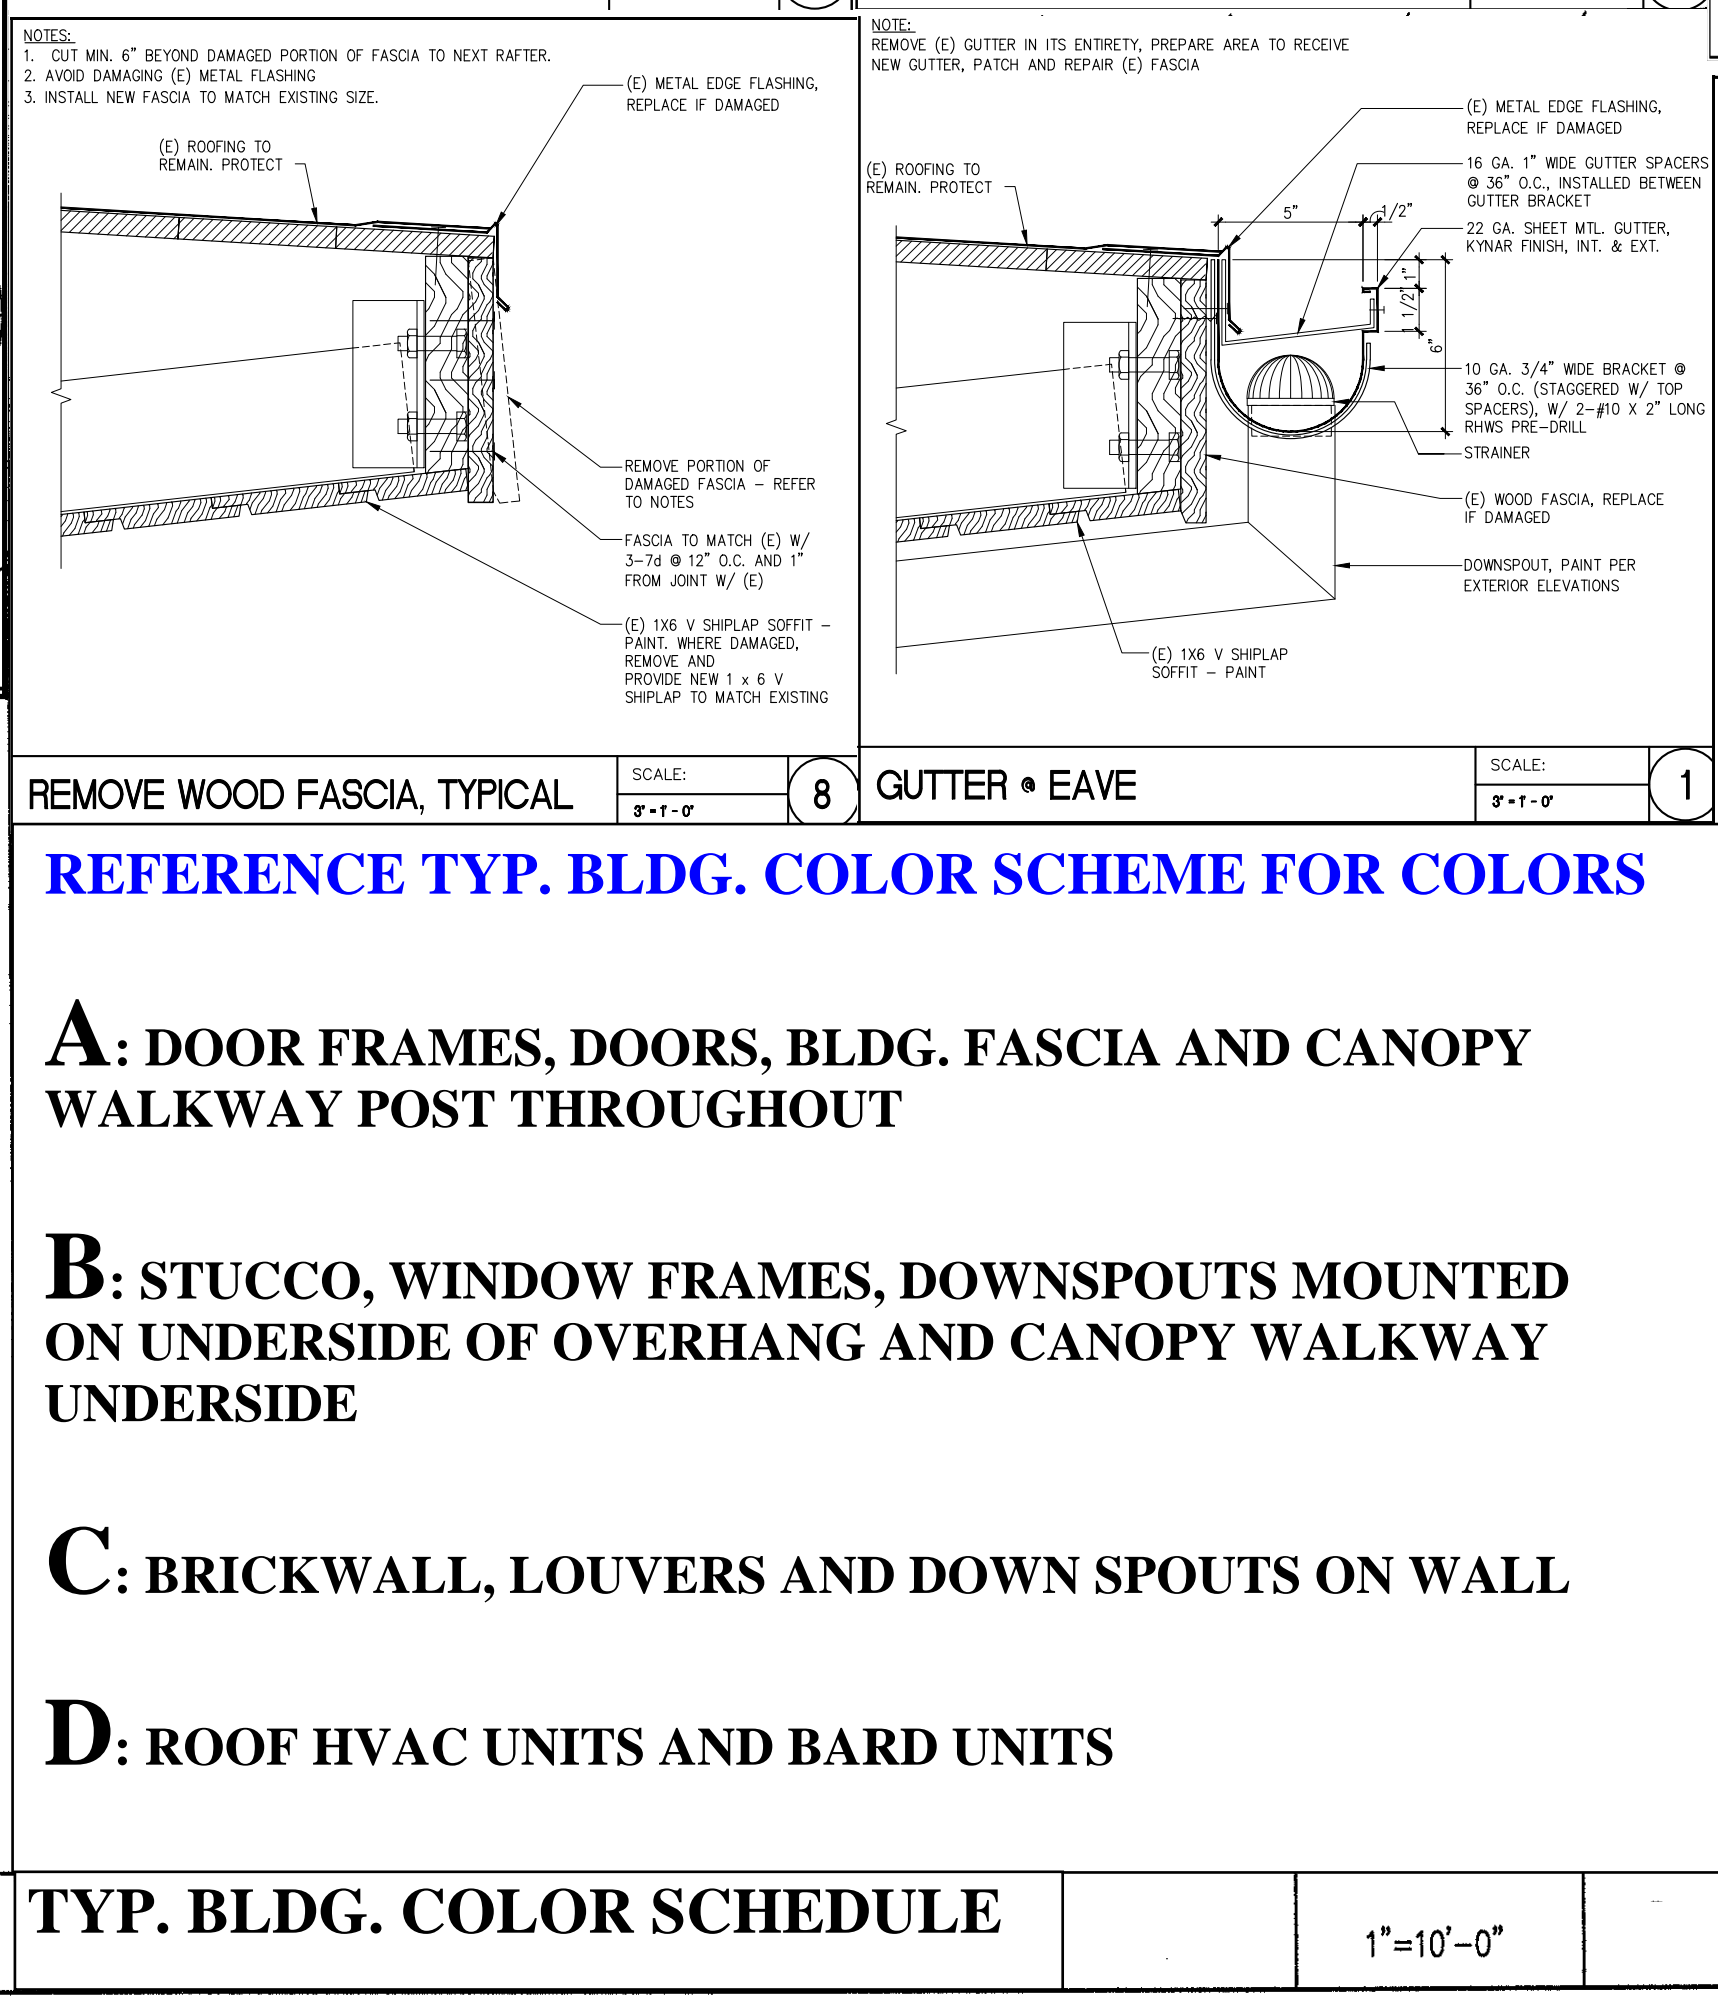 NOTES:
1. CUT MIN. 6" BEYOND DAMAGED PORTION OF FASCIA TO NEXT RAFTER.
2. AVOID DAMAGING (E) METAL FLASHING
3. INSTALL NEW FASCIA TO MATCH EXISTING SIZE.
(E) METAL EDGE FLASHING,
REPLACE IF DAMAGED
(E) ROOFING TO
REMAIN. PROTECT
REMOVE PORTION OF
DAMAGED FASCIA – REFER
TO NOTES
FASCIA TO MATCH (E) W/
3–7d @ 12" O.C. AND 1"
FROM JOINT W/ (E)
(E) 1X6 V SHIPLAP SOFFIT –
PAINT. WHERE DAMAGED,
REMOVE AND
PROVIDE NEW 1 x 6 V
SHIPLAP TO MATCH EXISTING
REMOVE WOOD FASCIA, TYPICAL
SCALE:
3" = 1' - 0"
8
NOTE:
REMOVE (E) GUTTER IN ITS ENTIRETY, PREPARE AREA TO RECEIVE
NEW GUTTER, PATCH AND REPAIR (E) FASCIA
(E) METAL EDGE FLASHING,
REPLACE IF DAMAGED
(E) ROOFING TO
REMAIN. PROTECT
16 GA. 1" WIDE GUTTER SPACERS
@ 36" O.C., INSTALLED BETWEEN
GUTTER BRACKET
5"
1/2"
22 GA. SHEET MTL. GUTTER,
KYNAR FINISH, INT. & EXT.
1"
1 1/2"
6"
10 GA. 3/4" WIDE BRACKET @
36" O.C. (STAGGERED W/ TOP
SPACERS), W/ 2–#10 X 2" LONG
RHWS PRE–DRILL
STRAINER
(E) WOOD FASCIA, REPLACE
IF DAMAGED
DOWNSPOUT, PAINT PER
EXTERIOR ELEVATIONS
(E) 1X6 V SHIPLAP
SOFFIT – PAINT
GUTTER @ EAVE
SCALE:
3" = 1' - 0"
1
REFERENCE TYP. BLDG. COLOR SCHEME FOR COLORS
A: DOOR FRAMES, DOORS, BLDG. FASCIA AND CANOPY
WALKWAY POST THROUGHOUT
B: STUCCO, WINDOW FRAMES, DOWNSPOUTS MOUNTED
ON UNDERSIDE OF OVERHANG AND CANOPY WALKWAY
UNDERSIDE
C: BRICKWALL, LOUVERS AND DOWN SPOUTS ON WALL
D: ROOF HVAC UNITS AND BARD UNITS
TYP. BLDG. COLOR SCHEDULE
1"=10'–0"